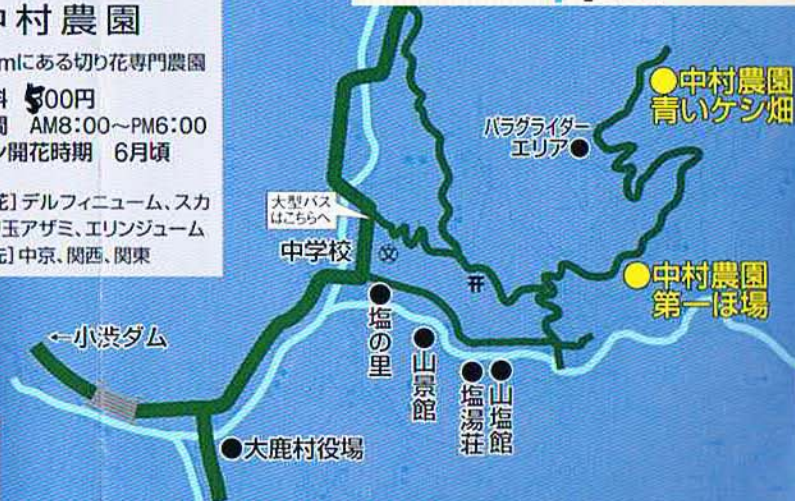 中村農園
mにある切り花専門農園
料 500円
間 AM8:00～PM6:00
ン開花時期 6月頃
花] デルフィニューム、スカ
玉アザミ、エリンジューム
元] 中京、関西、関東
●中村農園
青いケシ畑
パラグライダー
エリア●
大型バス
はこちらへ
中学校
文
●中村農園
第一ほ場
←小渋ダム
●塩の里
●山景館
●塩湯荘
●山塩館
●大鹿村役場